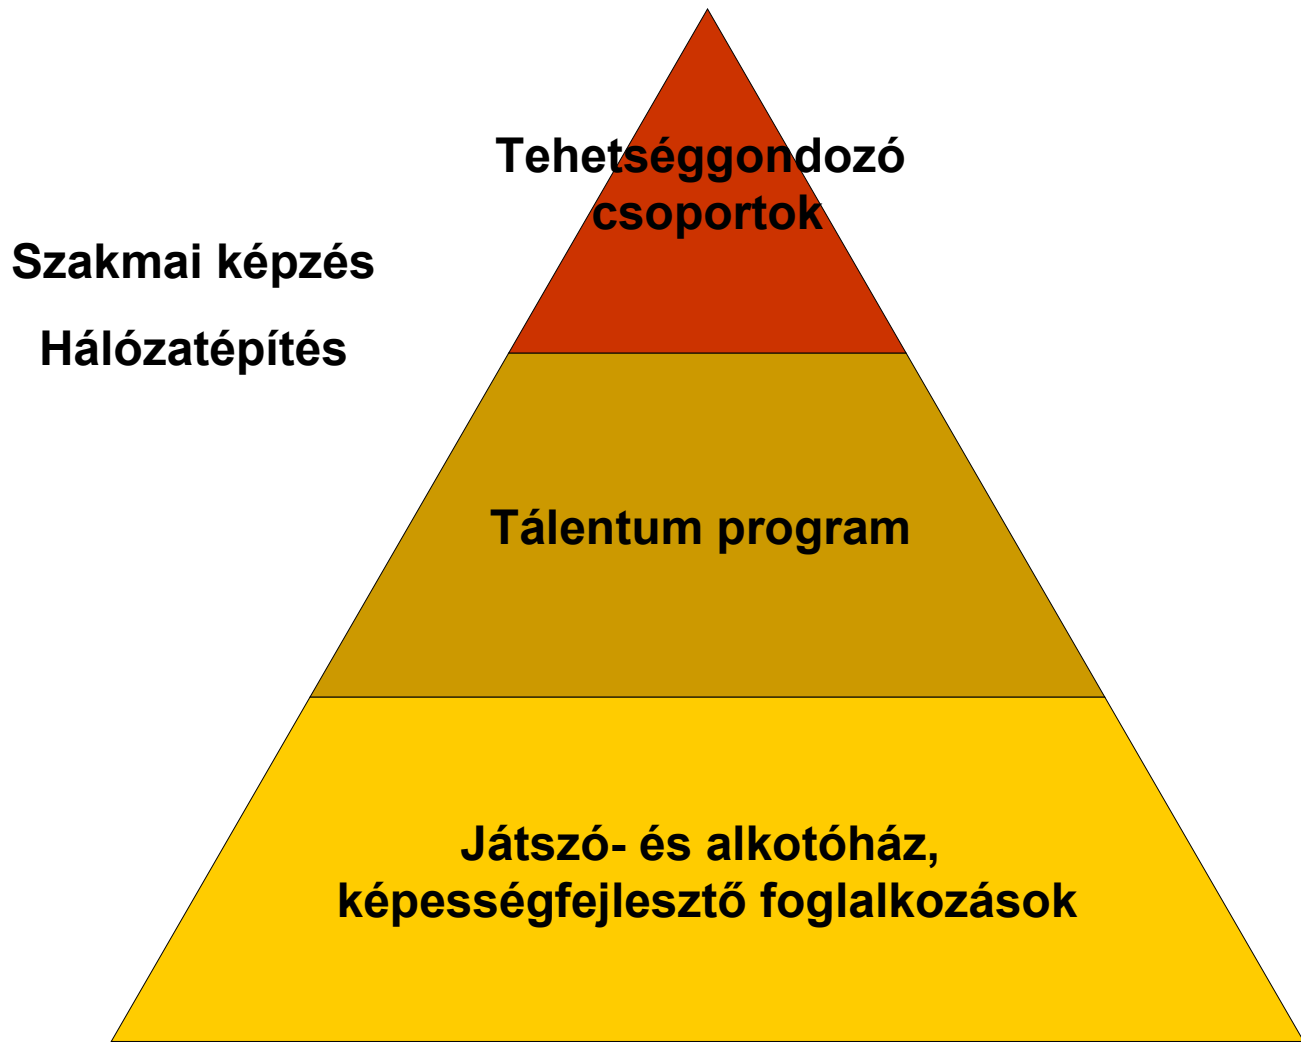 Tehetséggondozó
csoportok
Szakmai képzés
Hálózatépítés
Tálentum program
Játszó- és alkotóház,
képességfejlesztő foglalkozások